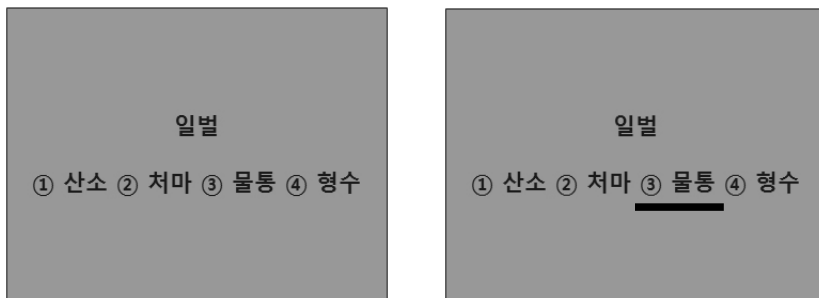 일벌
① 산소 ② 처마 ③ 물통 ④ 형수
일벌
① 산소 ② 처마 ③ 물통 ④ 형수